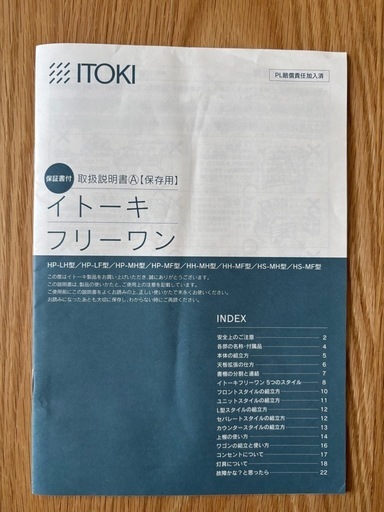 ITOKI
PL賠償責任加入済
保証書付 取扱説明書Ⓐ【保存用】
イトーキ
フリーワン
HP-LH型／HP-LF型／HP-MH型／HP-MF型／HH-MH型／HH-MF型／HS-MH型／HS-MF型
この度はイトーキ製品をお買い上げいただき、誠にありがとうございます。
この説明書は、製品の使いかたと、ご使用上の注意を記載しています。
ご使用前にこの説明書をよくお読みの上、正しい使いかたで末永くお使いください。
お読みになったあとも大切に保存し、わからない時にご再読ください。
INDEX
安全上のご注意 2
各部の名称・付属品 4
本体の組立方 5
天板拡張の仕方 6
書棚の分割と連結 7
イトーキフリーワン 5つのスタイル 8
フロントスタイルの組立方 10
ユニットスタイルの組立方 11
L型スタイルの組立方 12
セパレートスタイルの組立方 12
カウンタースタイルの組立方 13
上棚の使い方 14
ワゴンの組立と使い方 16
コンセントについて 17
灯具について 18
故障かな？と思ったら 22